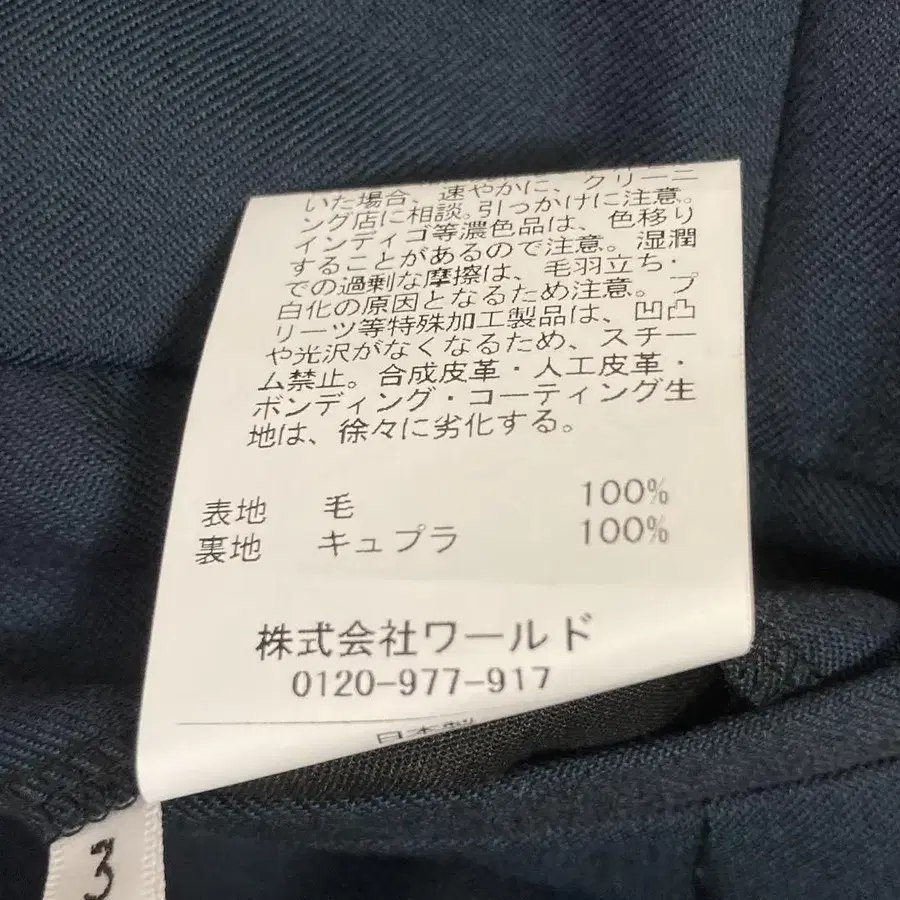 いた場合、速やかに、クリーニ
ング店に相談。引っかけに注意。
インディゴ等濃色品は、色移り
することがあるので注意。湿潤
での過剰な摩擦は、毛羽立ち・
白化の原因となるため注意。プ
リーツ等特殊加工製品は、凹凸
や光沢がなくなるため、スチー
ム禁止。合成皮革・人工皮革・
ボンディング・コーティング生
地は、徐々に劣化する。
表地 毛 100%
裏地 キュプラ 100%
株式会社ワールド
0120-977-917
日本製
3